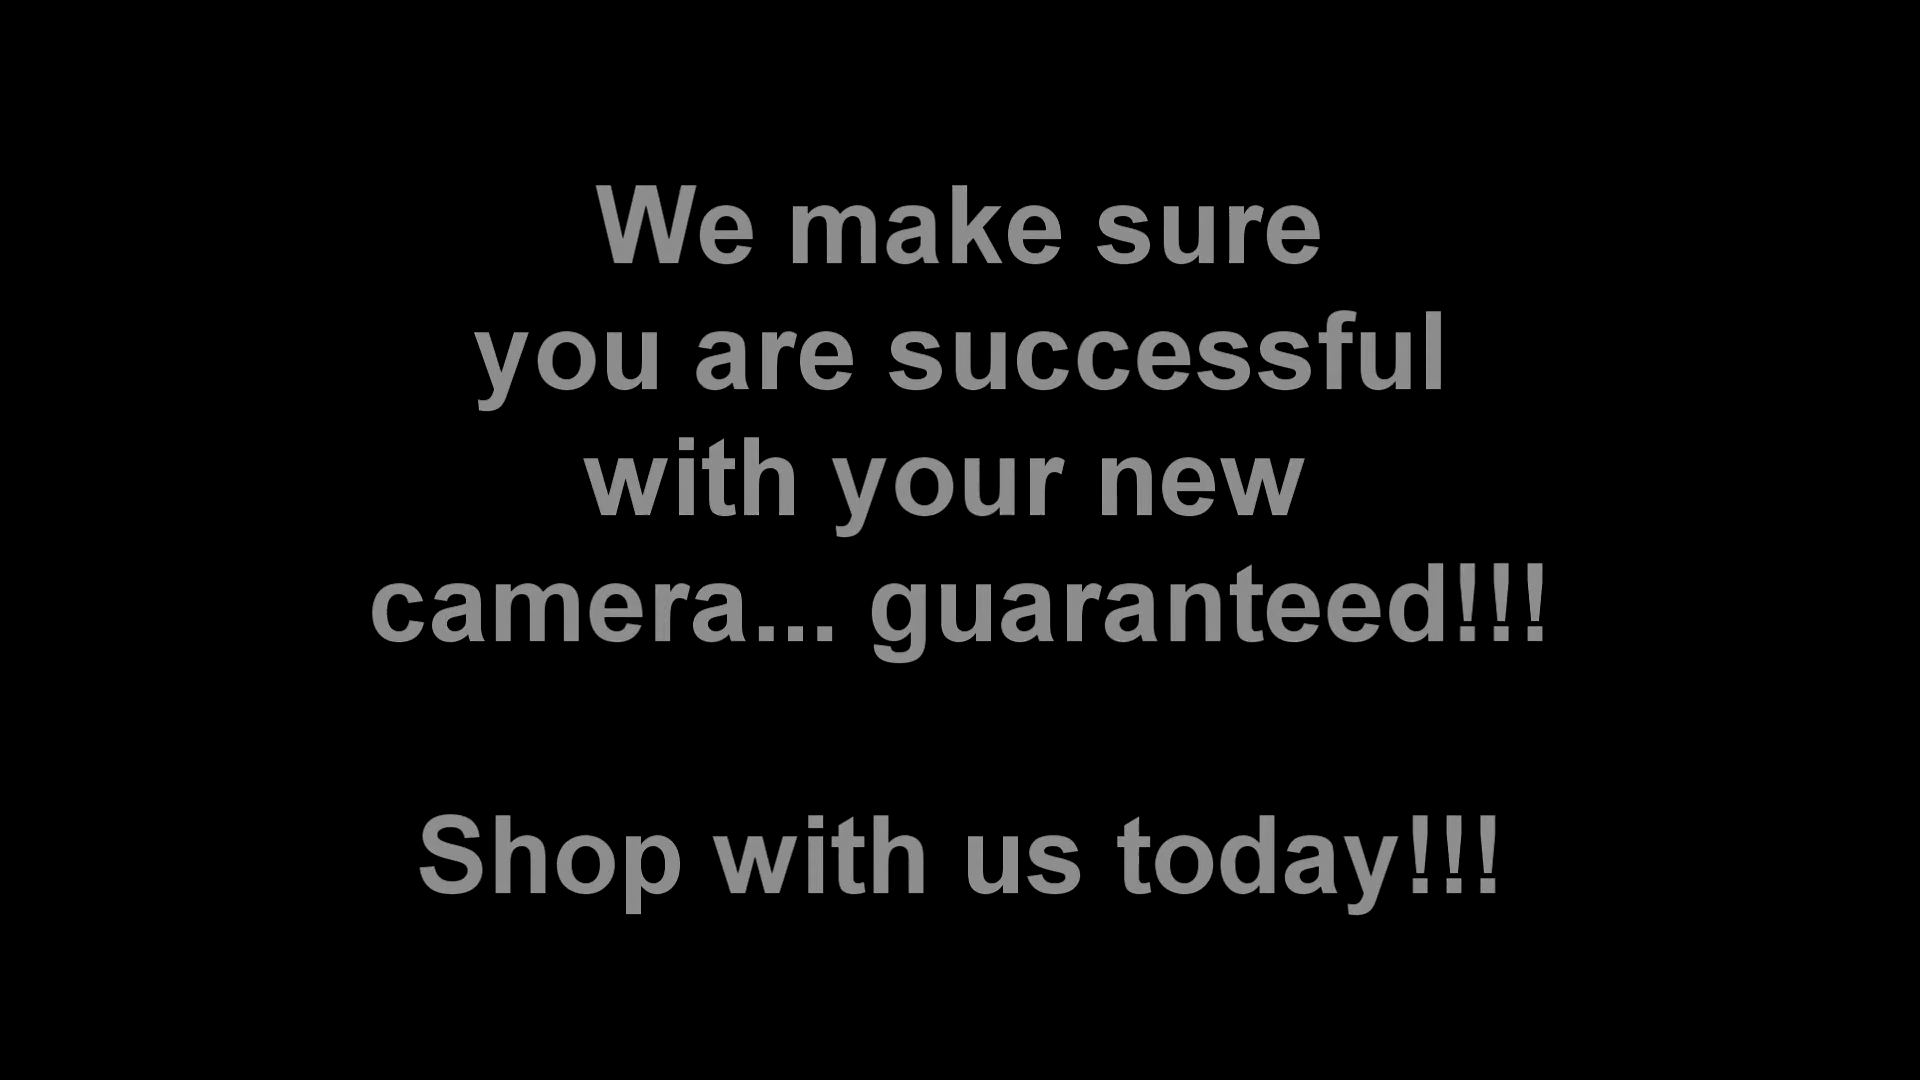 We make sure
you are successful
with your new
camera... guaranteed!!!
Shop with us today!!!